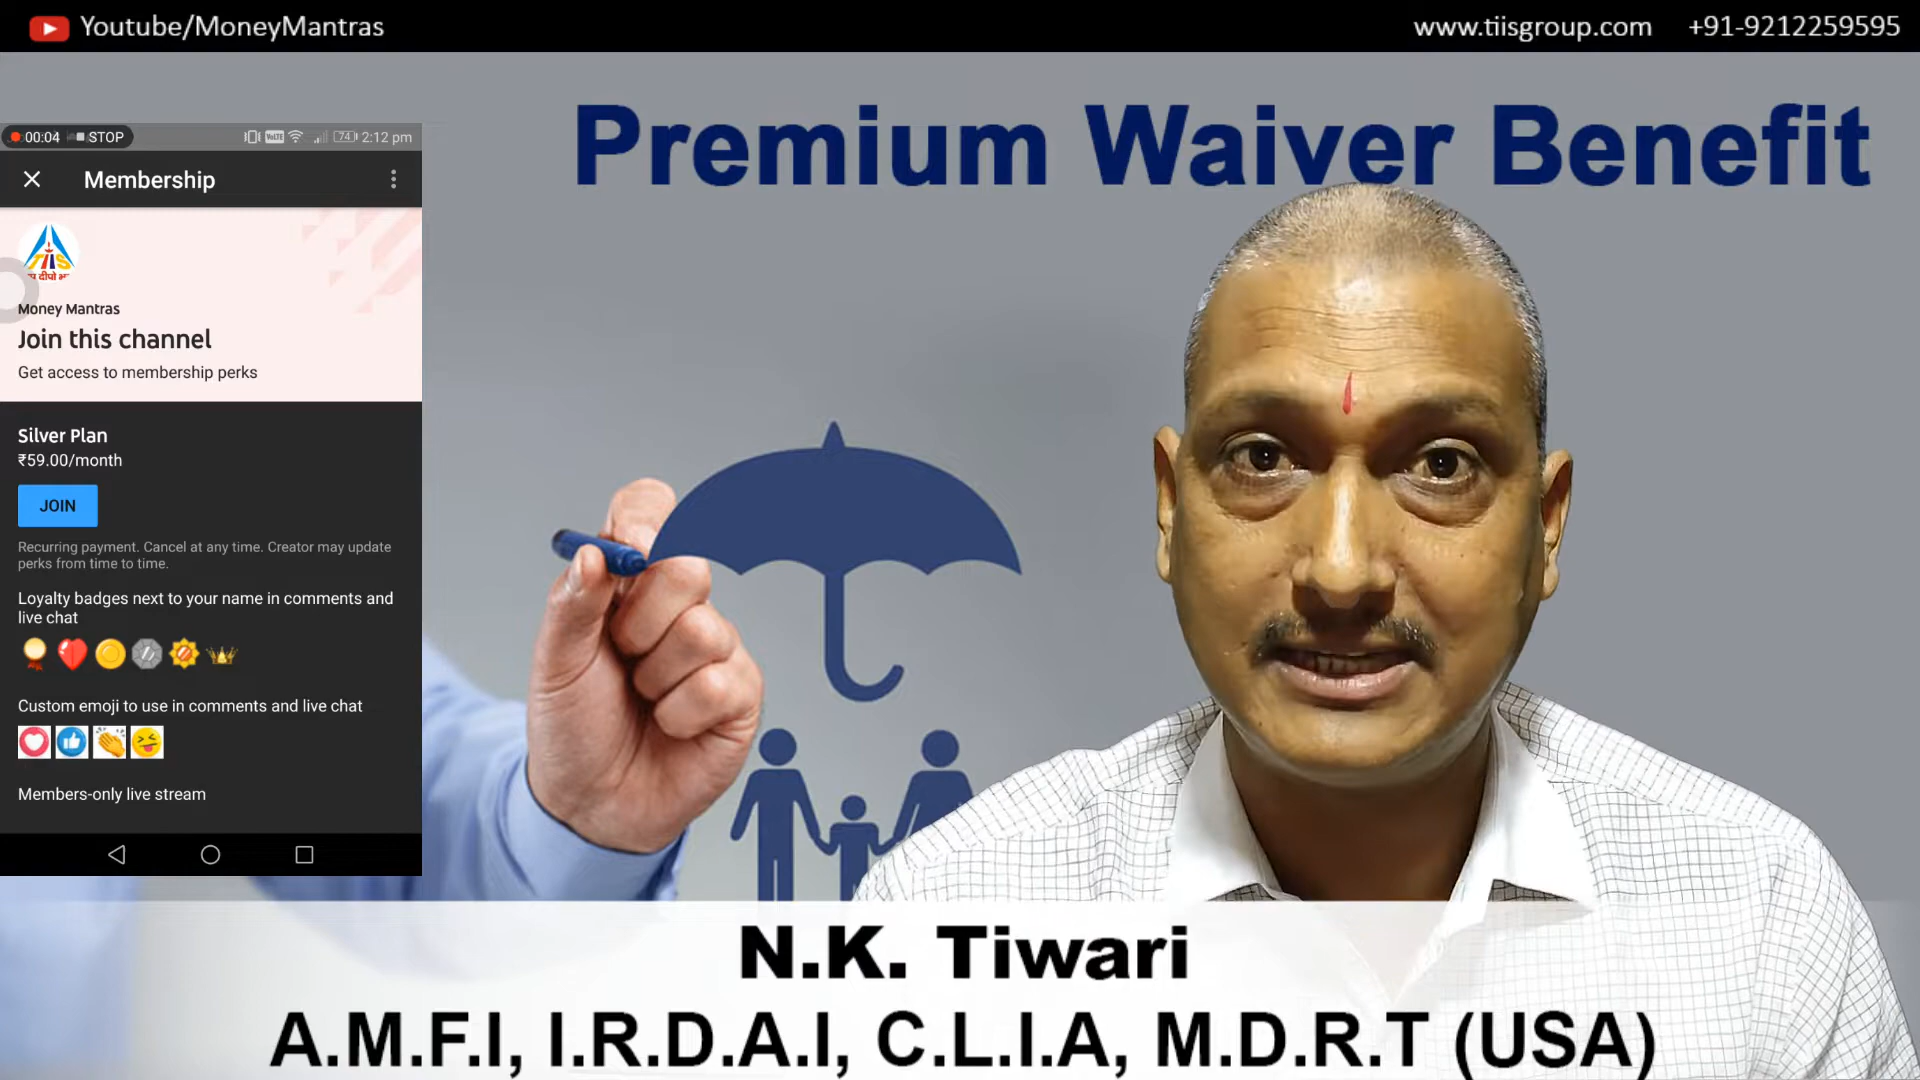 Youtube/MoneyMantras
www.tiisgroup.com +91-9212259595
Premium Waiver Benefit
00:04 STOP
VoLTE 74 2:12 pm
Membership
TIIS
Money Mantras
Join this channel
Get access to membership perks
Silver Plan
₹59.00/month
JOIN
Recurring payment. Cancel at any time. Creator may update
perks from time to time.
Loyalty badges next to your name in comments and
live chat
Custom emoji to use in comments and live chat
Members-only live stream
N.K. Tiwari
A.M.F.I, I.R.D.A.I, C.L.I.A, M.D.R.T (USA)